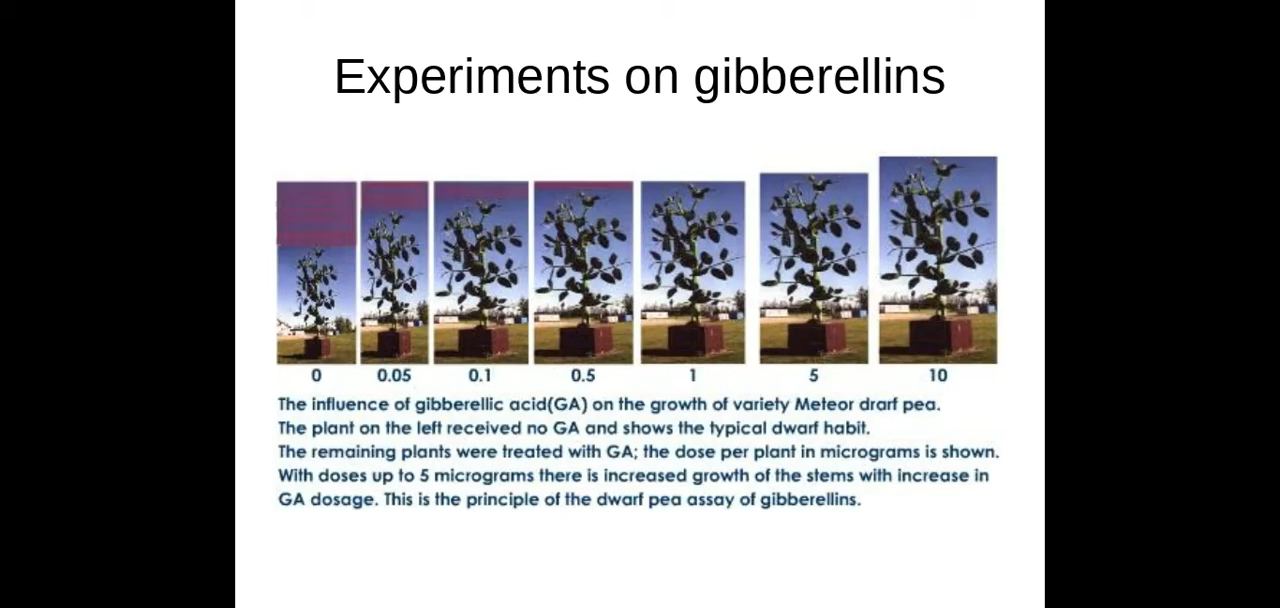 Experiments on gibberellins
0 0.05 0.1 0.5 1 5 10
The influence of gibberellic acid(GA) on the growth of variety Meteor drarf pea.
The plant on the left received no GA and shows the typical dwarf habit.
The remaining plants were treated with GA; the dose per plant in micrograms is shown.
With doses up to 5 micrograms there is increased growth of the stems with increase in
GA dosage. This is the principle of the dwarf pea assay of gibberellins.